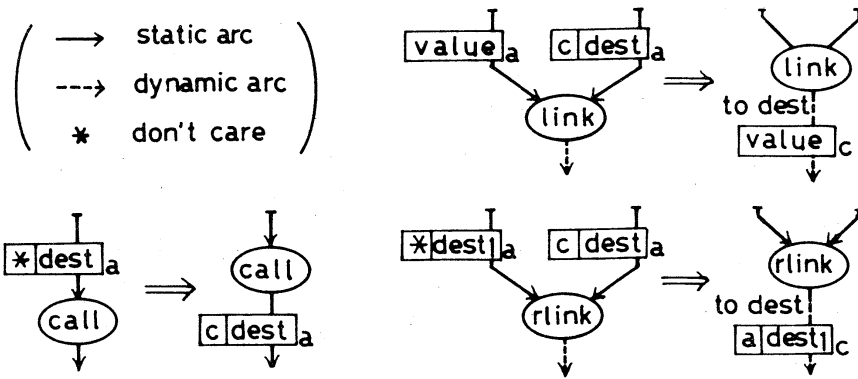 static arc
dynamic arc
* don't care
value a c dest a
link
link
to dest
value c
* dest a
call
call
c dest a
* dest1 a c dest a
rlink
rlink
to dest
a dest1 c